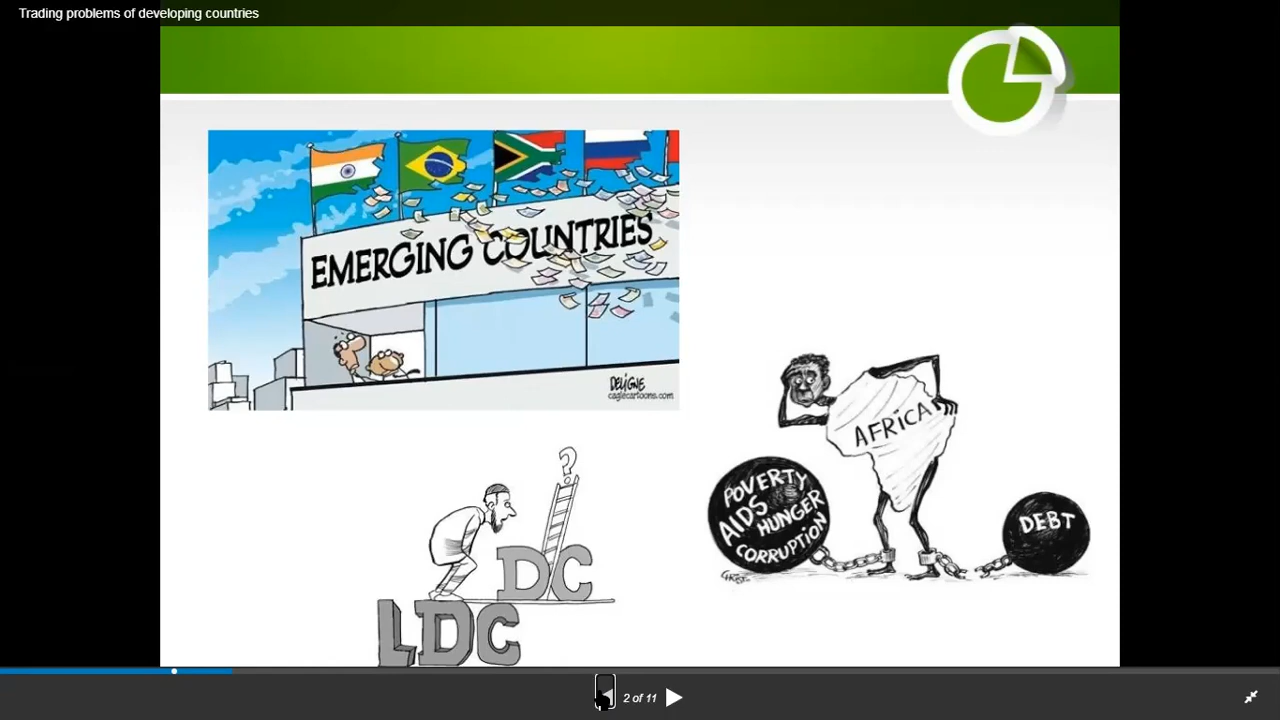 Trading problems of developing countries
EMERGING COUNTRIES
DELIGNE
caglecartoons.com
?
DC
LDC
AFRICA
POVERTY
AIDS
HUNGER
CORRUPTION
DEBT
2 of 11